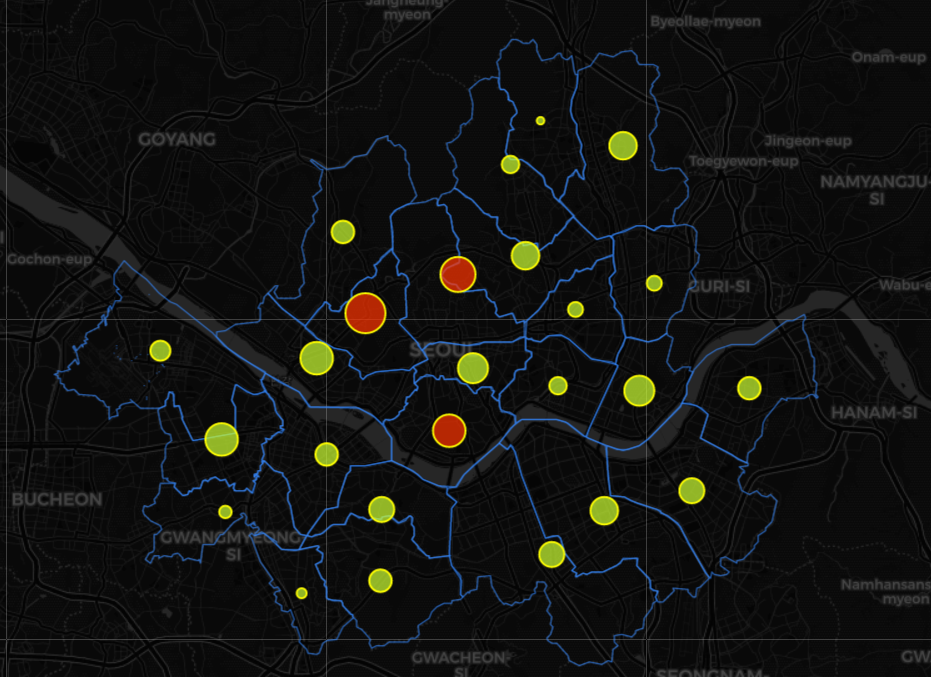 Jangheung-
myeon
Byeollae-myeon
Onam-eup
GOYANG
Jingeon-eup
Toegyewon-eup
NAMYANGJU-
SI
Gochon-eup
GURI-SI
Wabu-e
SEOUL
HANAM-SI
BUCHEON
GWANGMYEONG
SI
Namhansans
myeon
GWACHEON-
SI
SEONGNAM-
GW